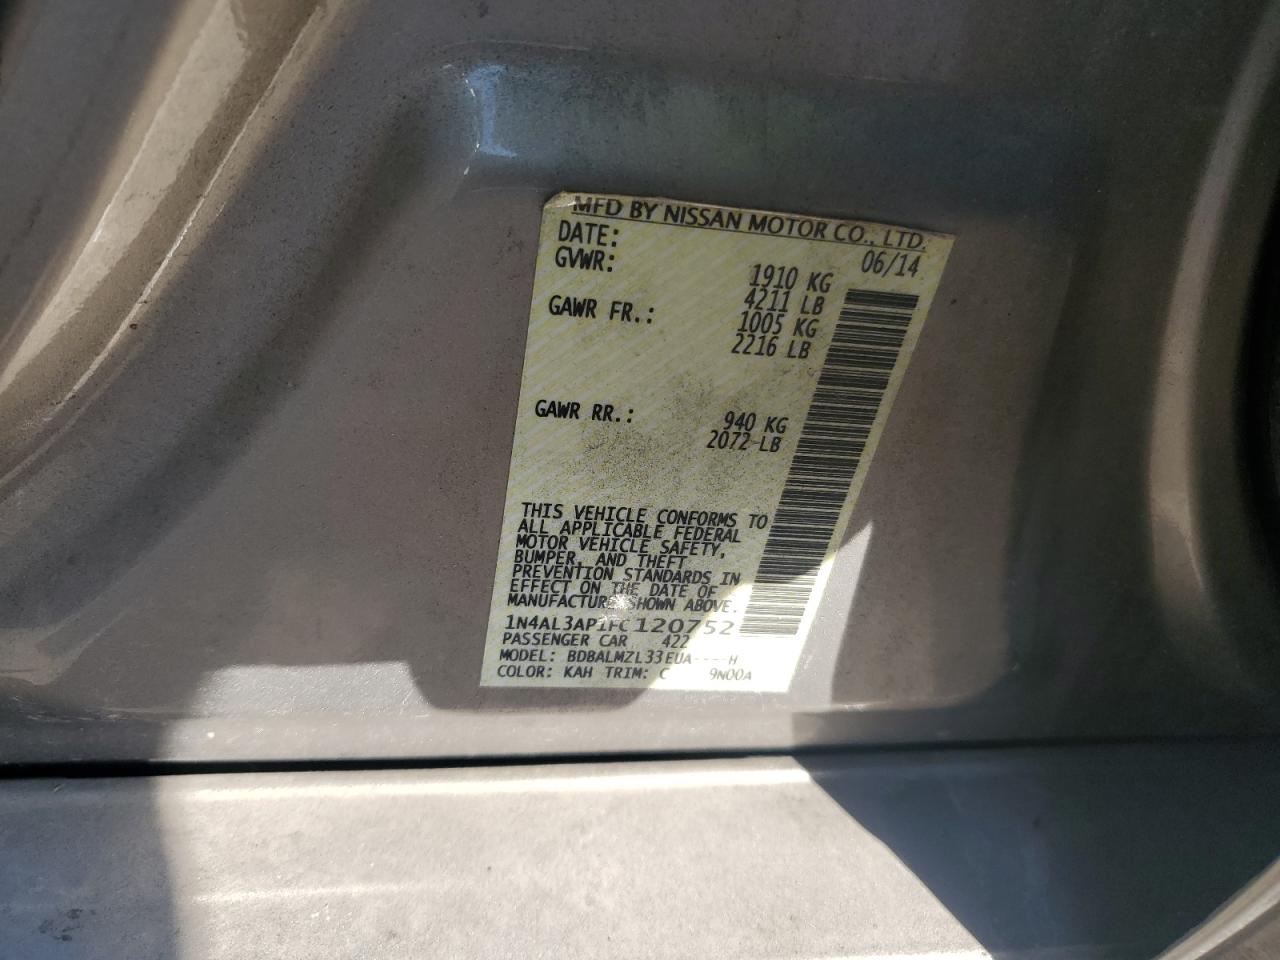 MFD BY NISSAN MOTOR CO., LTD.
DATE: 06/14
GVWR: 1910 KG
4211 LB
GAWR FR.: 1005 KG
2216 LB
GAWR RR.: 940 KG
2072 LB
THIS VEHICLE CONFORMS TO
ALL APPLICABLE FEDERAL
MOTOR VEHICLE SAFETY,
BUMPER, AND THEFT
PREVENTION STANDARDS IN
EFFECT ON THE DATE OF
MANUFACTURE SHOWN ABOVE.
1N4AL3AP1FC120752
PASSENGER CAR 422
MODEL: BDBALMZL33EUA----H
COLOR: KAH TRIM: 9N00A